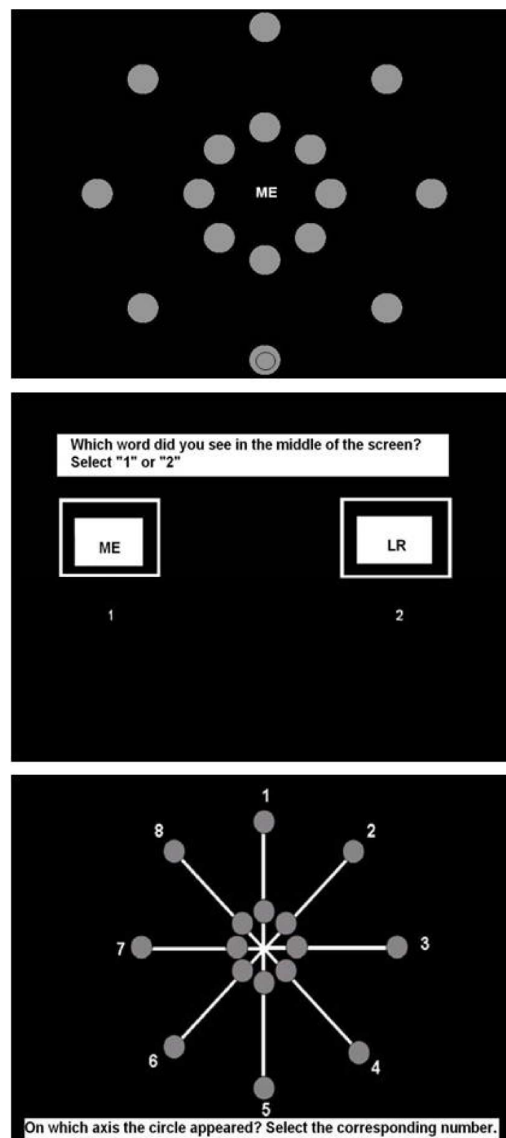 ME
Which word did you see in the middle of the screen?
Select "1" or "2"
ME LR
1 2
1
8 2
7 3
6 4
5
On which axis the circle appeared? Select the corresponding number.